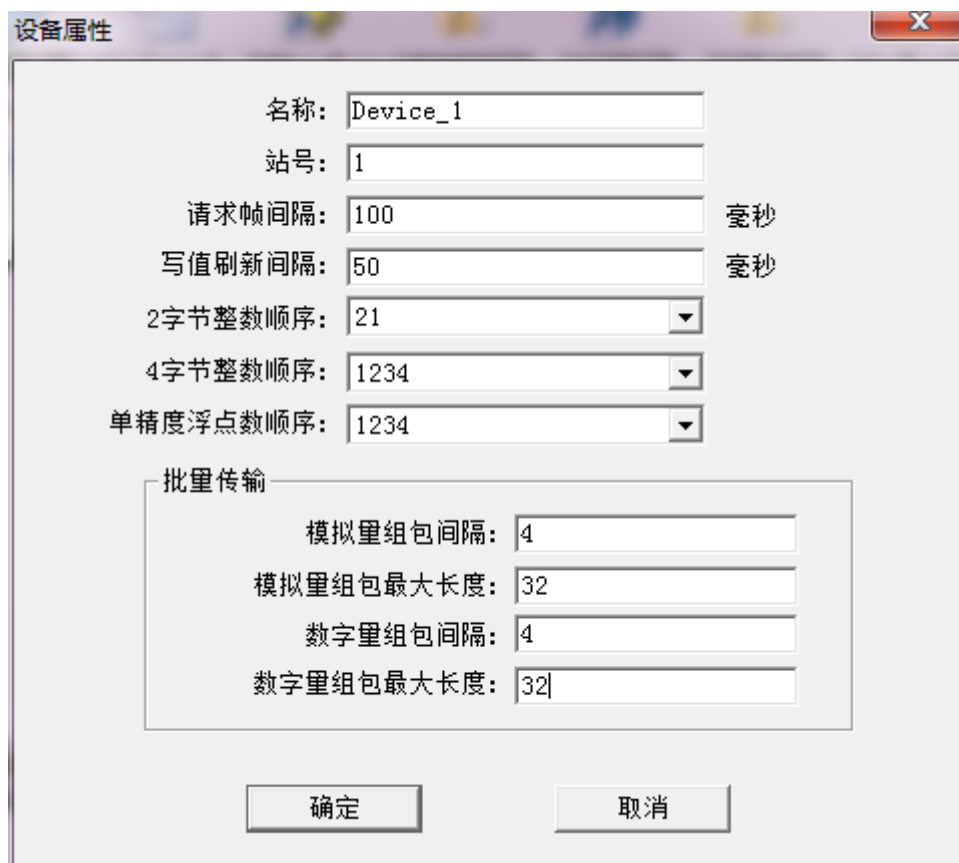 设备属性
名称: Device_1
站号: 1
请求帧间隔: 100 毫秒
写值刷新间隔: 50 毫秒
2字节整数顺序: 21
4字节整数顺序: 1234
单精度浮点数顺序: 1234
批量传输
模拟量组包间隔: 4
模拟量组包最大长度: 32
数字量组包间隔: 4
数字量组包最大长度: 32
确定 取消